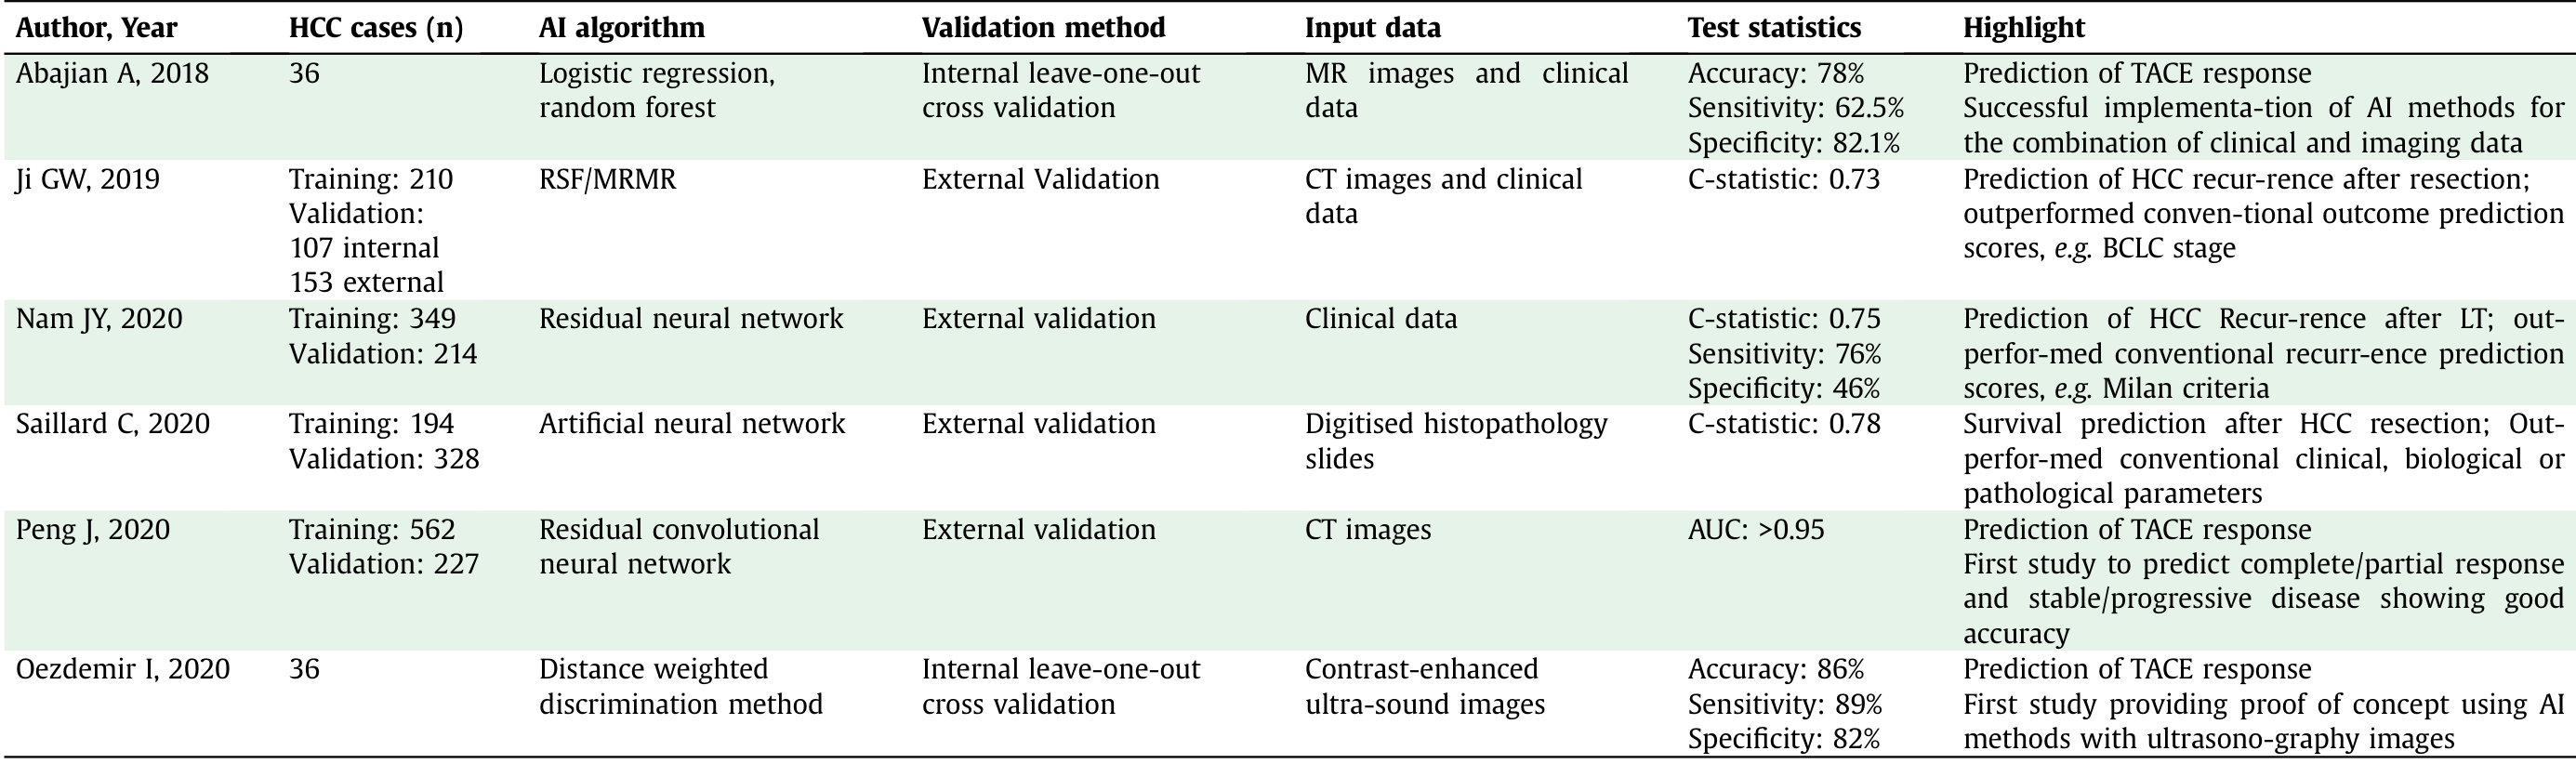 Author, Year HCC cases (n) AI algorithm Validation method Input data Test statistics Highlight
Abajian A, 2018 36 Logistic regression, Internal leave-one-out MR images and clinical Accuracy: 78% Prediction of TACE response
random forest cross validation data Sensitivity: 62.5% Successful implementa-tion of AI methods for
Specificity: 82.1% the combination of clinical and imaging data
Ji GW, 2019 Training: 210 RSF/MRMR External Validation CT images and clinical C-statistic: 0.73 Prediction of HCC recur-rence after resection;
Validation: data outperformed conven-tional outcome prediction
107 internal scores, e.g. BCLC stage
153 external
Nam JY, 2020 Training: 349 Residual neural network External validation Clinical data C-statistic: 0.75 Prediction of HCC Recur-rence after LT; out-
Validation: 214 Sensitivity: 76% perfor-med conventional recurr-ence prediction
Specificity: 46% scores, e.g. Milan criteria
Saillard C, 2020 Training: 194 Artificial neural network External validation Digitised histopathology C-statistic: 0.78 Survival prediction after HCC resection; Out-
Validation: 328 slides perfor-med conventional clinical, biological or
pathological parameters
Peng J, 2020 Training: 562 Residual convolutional External validation CT images AUC: >0.95 Prediction of TACE response
Validation: 227 neural network First study to predict complete/partial response
and stable/progressive disease showing good
accuracy
Oezdemir I, 2020 36 Distance weighted Internal leave-one-out Contrast-enhanced Accuracy: 86% Prediction of TACE response
discrimination method cross validation ultra-sound images Sensitivity: 89% First study providing proof of concept using AI
Specificity: 82% methods with ultrasono-graphy images